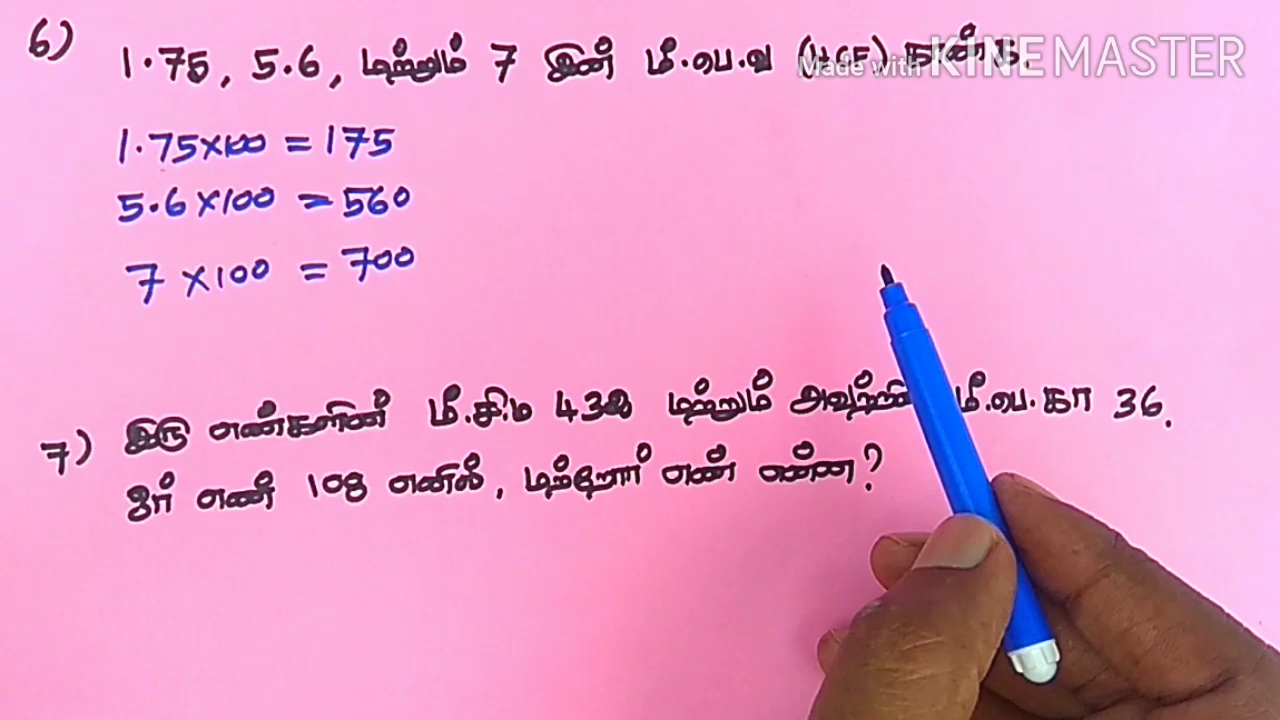 6) 1.75, 5.6, மற்றும் 7 இன் மீ.பெ.வ (HCF) காண்க.
Made with KINEMASTER
1.75×100 = 175
5.6×100 = 560
7×100 = 700
7) இரு எண்களின் மீ.சி.ம 432 மற்றும் அவற்றின் மீ.பெ.கா 36.
ஓர் எண் 108 எனில், மற்றோர் எண் என்ன?